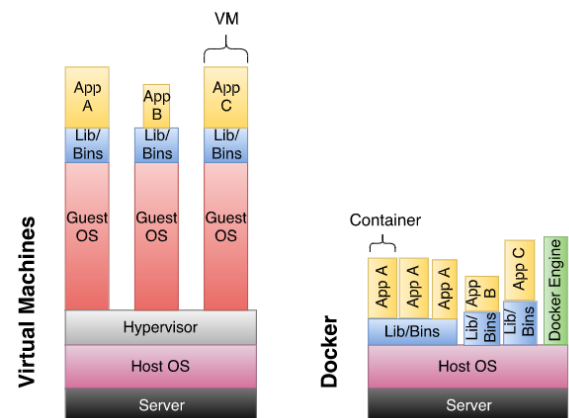 VM
App
A
App
B
App
C
Lib/
Bins
Lib/
Bins
Lib/
Bins
Guest
OS
Guest
OS
Guest
OS
Hypervisor
Host OS
Server
Virtual Machines
Container
App A
App A
App A
App
B
App C
Lib/Bins
Lib/
Bins
Lib/
Bins
Docker Engine
Host OS
Server
Docker